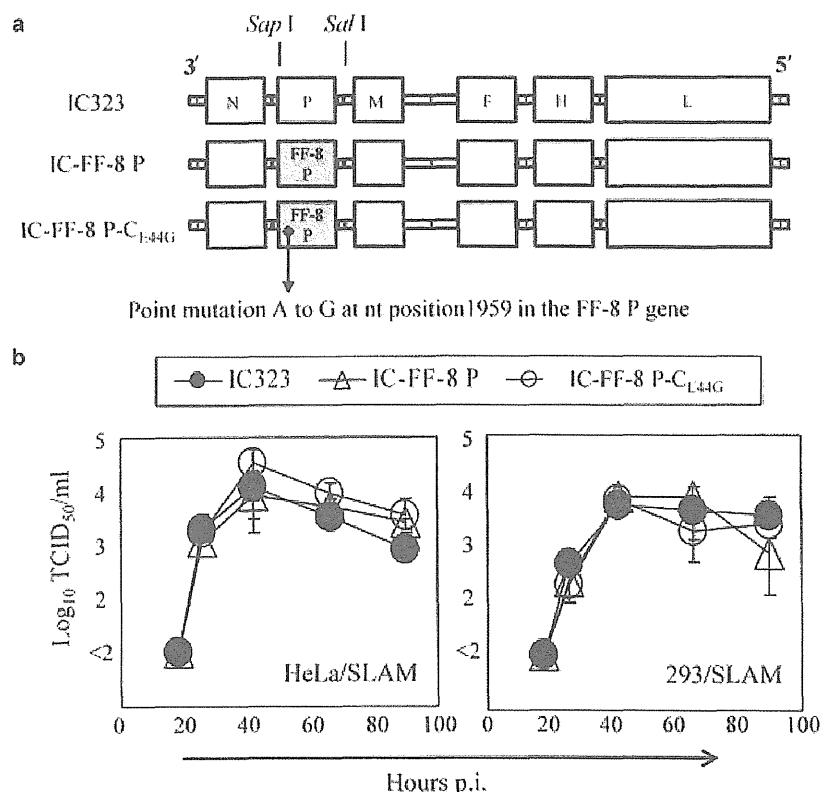 a
Sap I Sal I
3' 5'
IC323 N P M F H L
IC-FF-8 P FF-8 P
IC-FF-8 P-C_E44G FF-8 P
Point mutation A to G at nt position1959 in the FF-8 P gene
b
IC323 IC-FF-8 P IC-FF-8 P-C_E44G
Log10 TCID50/ml
5 5
4 4
3 3
2 2
<2 <2
HeLa/SLAM 293/SLAM
0 20 40 60 80 100 0 20 40 60 80 100
Hours p.i.